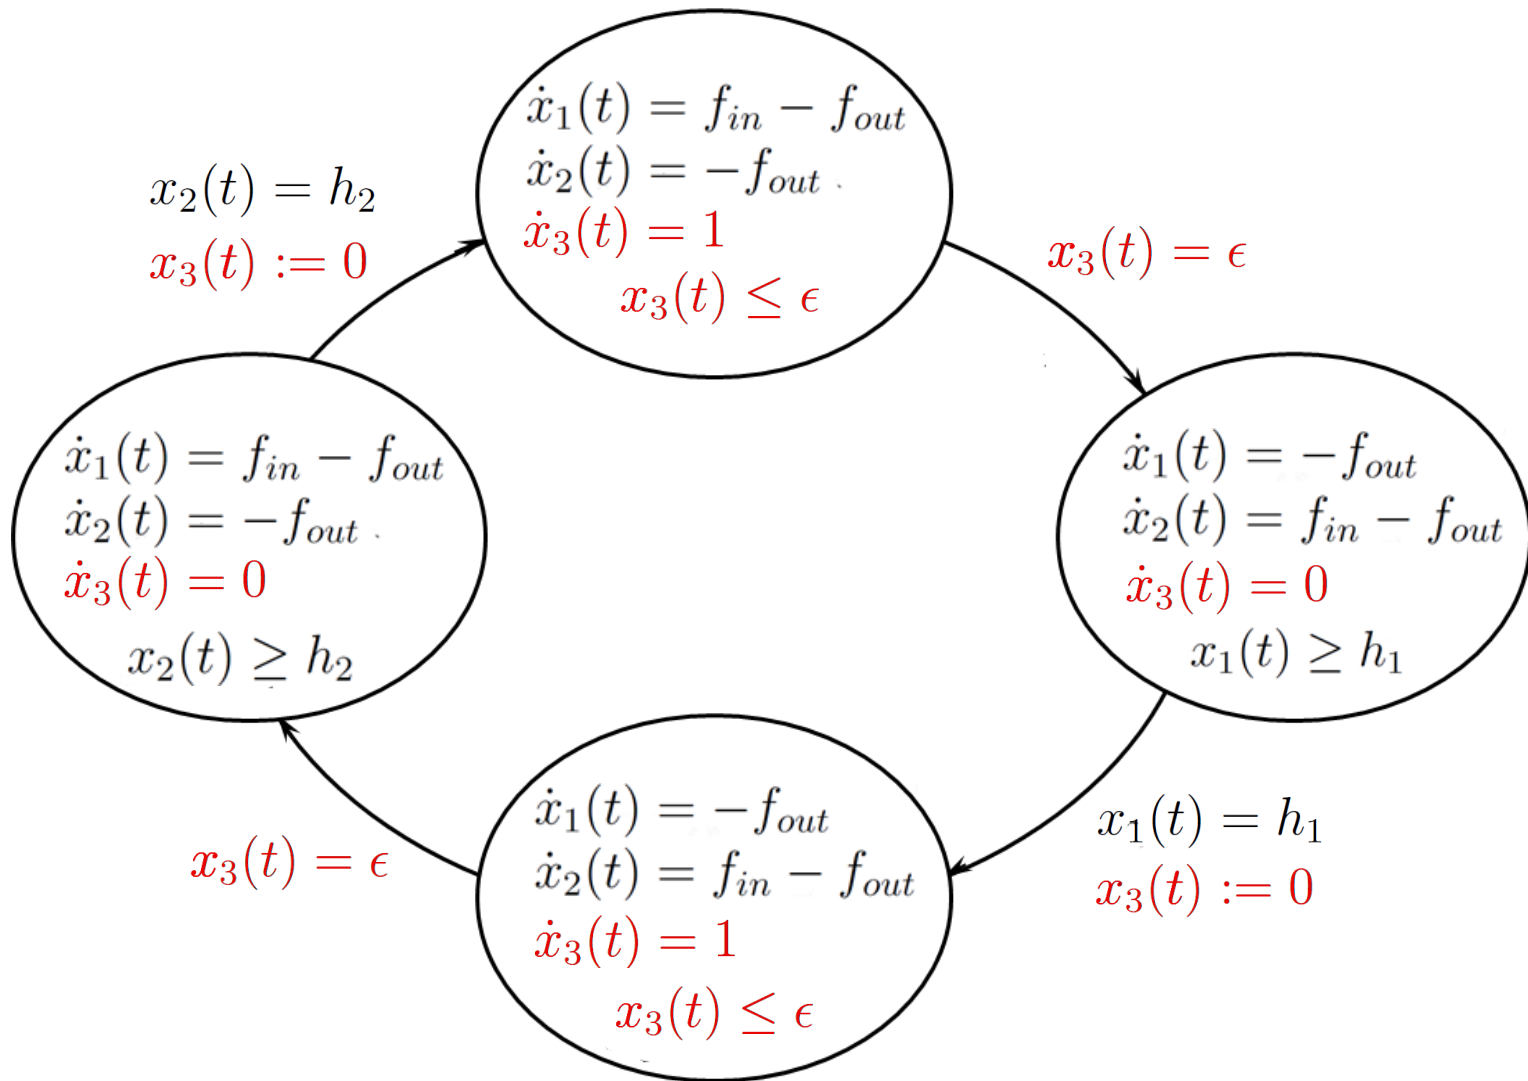 ẋ₁(t) = f_in − f_out
ẋ₂(t) = −f_out
ẋ₃(t) = 1
x₃(t) ≤ ϵ
x₂(t) = h₂
x₃(t) := 0
x₃(t) = ϵ
ẋ₁(t) = f_in − f_out
ẋ₂(t) = −f_out
ẋ₃(t) = 0
x₂(t) ≥ h₂
ẋ₁(t) = −f_out
ẋ₂(t) = f_in − f_out
ẋ₃(t) = 0
x₁(t) ≥ h₁
x₃(t) = ϵ
ẋ₁(t) = −f_out
ẋ₂(t) = f_in − f_out
ẋ₃(t) = 1
x₃(t) ≤ ϵ
x₁(t) = h₁
x₃(t) := 0